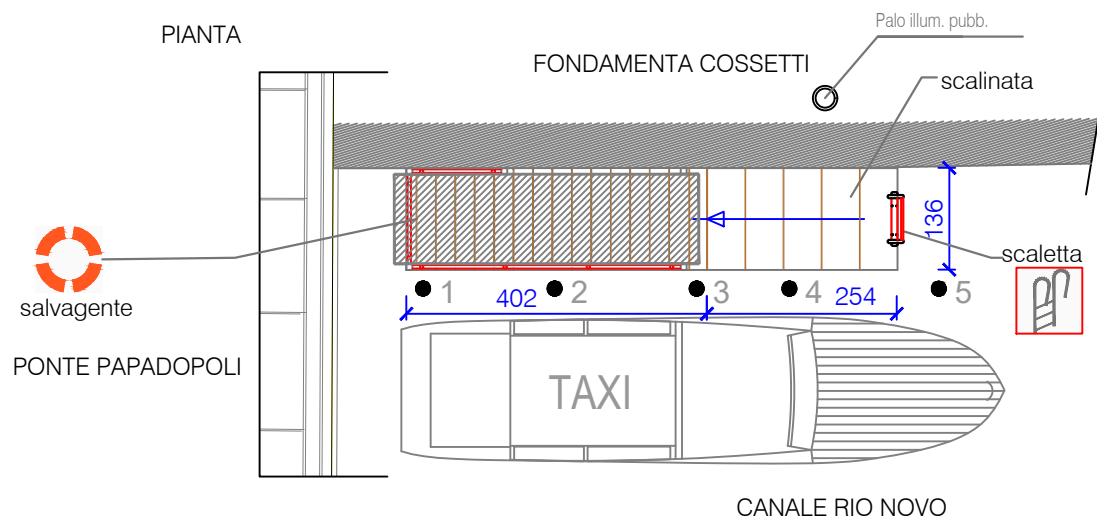 PIANTA
Palo illum. pubb.
FONDAMENTA COSSETTI
scalinata
136
scaletta
salvagente
1
402
2
3
4
254
5
PONTE PAPADOPOLI
TAXI
CANALE RIO NOVO